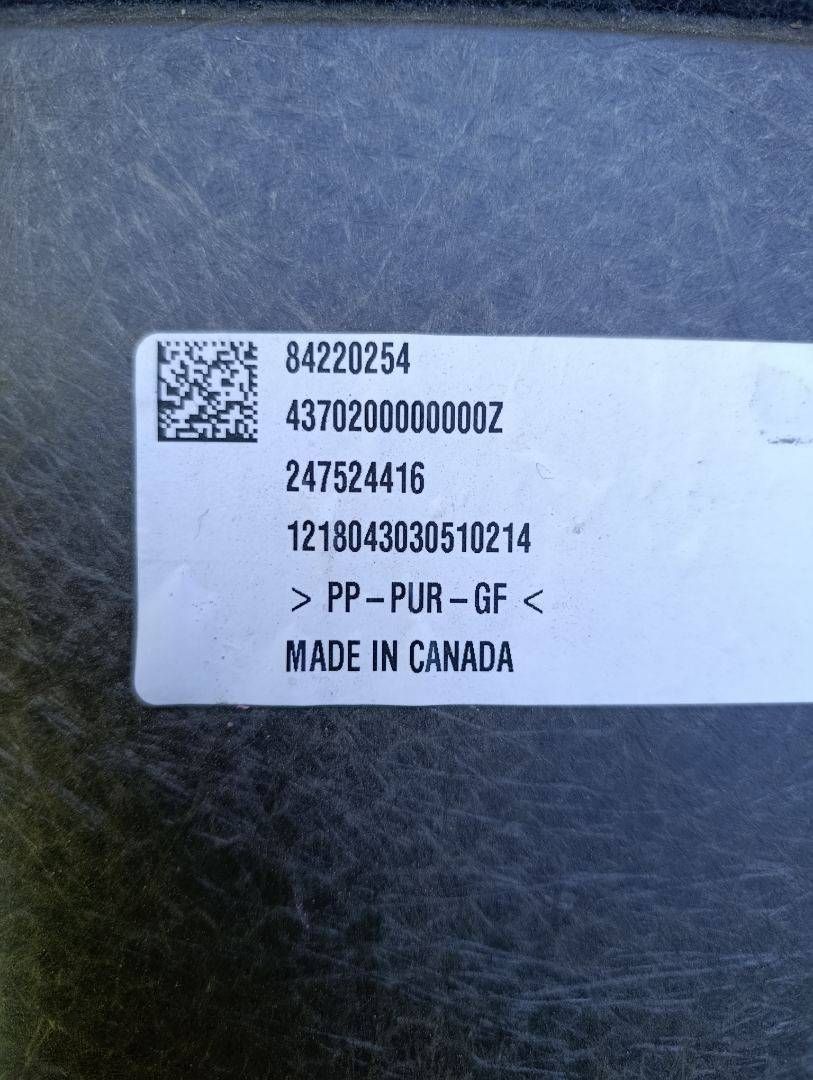 84220254
4370200000000Z
247524416
1218043030510214
> PP-PUR-GF <
MADE IN CANADA